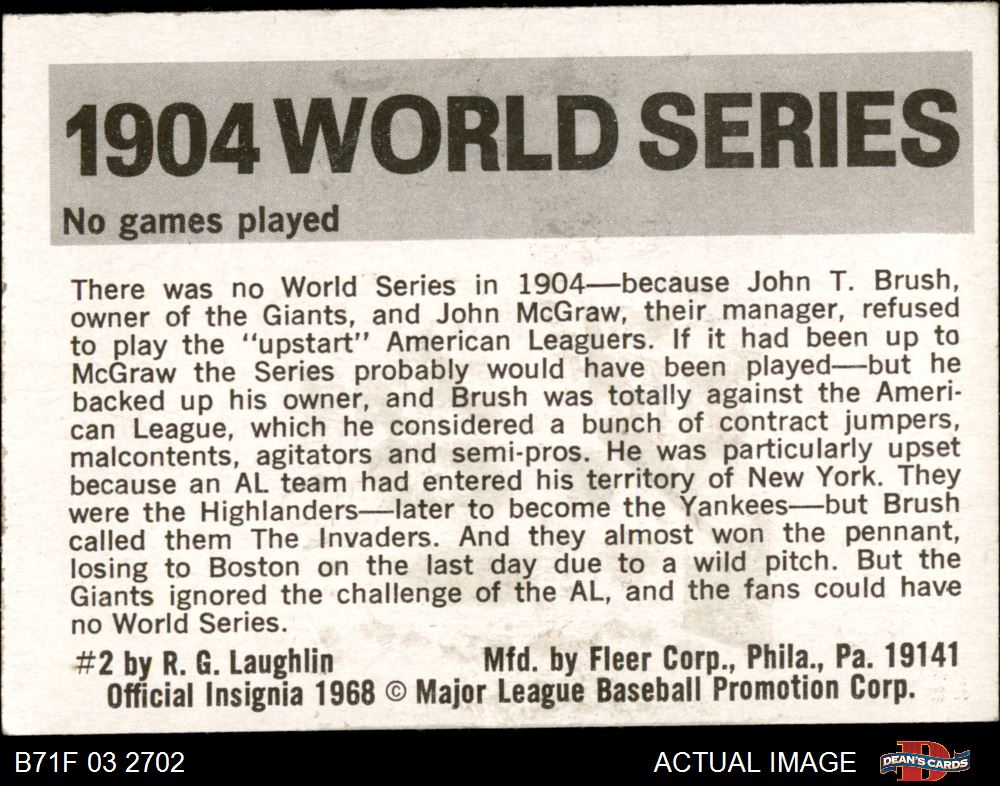 1904 WORLD SERIES
No games played
There was no World Series in 1904—because John T. Brush,
owner of the Giants, and John McGraw, their manager, refused
to play the "upstart" American Leaguers. If it had been up to
McGraw the Series probably would have been played—but he
backed up his owner, and Brush was totally against the Ameri-
can League, which he considered a bunch of contract jumpers,
malcontents, agitators and semi-pros. He was particularly upset
because an AL team had entered his territory of New York. They
were the Highlanders—later to become the Yankees—but Brush
called them The Invaders. And they almost won the pennant,
losing to Boston on the last day due to a wild pitch. But the
Giants ignored the challenge of the AL, and the fans could have
no World Series.
#2 by R. G. Laughlin Mfd. by Fleer Corp., Phila., Pa. 19141
Official Insignia 1968 © Major League Baseball Promotion Corp.
B71F 03 2702 ACTUAL IMAGE D DEAN'S CARDS